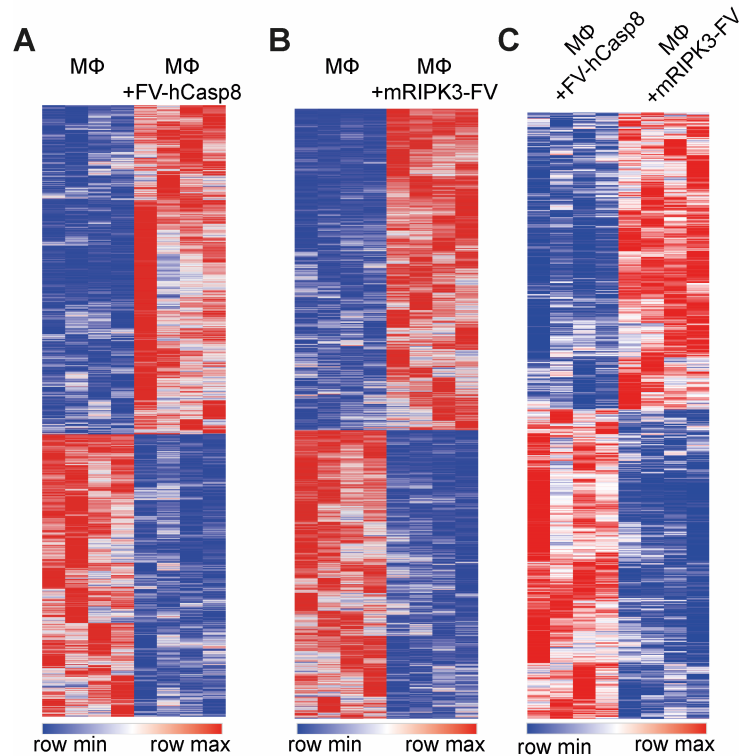 A
MΦ
MΦ
+FV-hCasp8
B
MΦ
MΦ
+mRIPK3-FV
C
MΦ
+FV-hCasp8
MΦ
+mRIPK3-FV
row min
row max
row min
row max
row min
row max